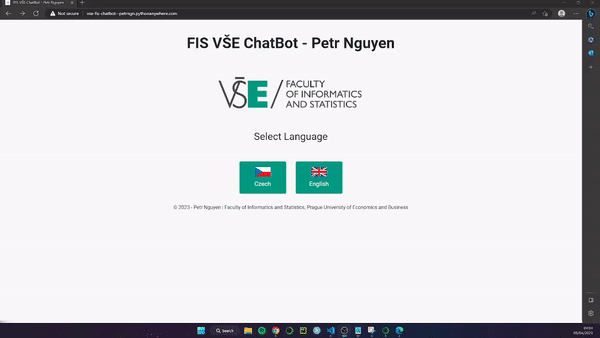 FIS VŠE ChatBot - Petr Nguyen
Not secure | vse-fis-chatbot--petrngn.pythonanywhere.com
FIS VŠE ChatBot - Petr Nguyen
VŠE / FACULTY
OF INFORMATICS
AND STATISTICS
Select Language
Czech English
© 2023 - Petr Nguyen | Faculty of Informatics and Statistics, Prague University of Economics and Business
Search